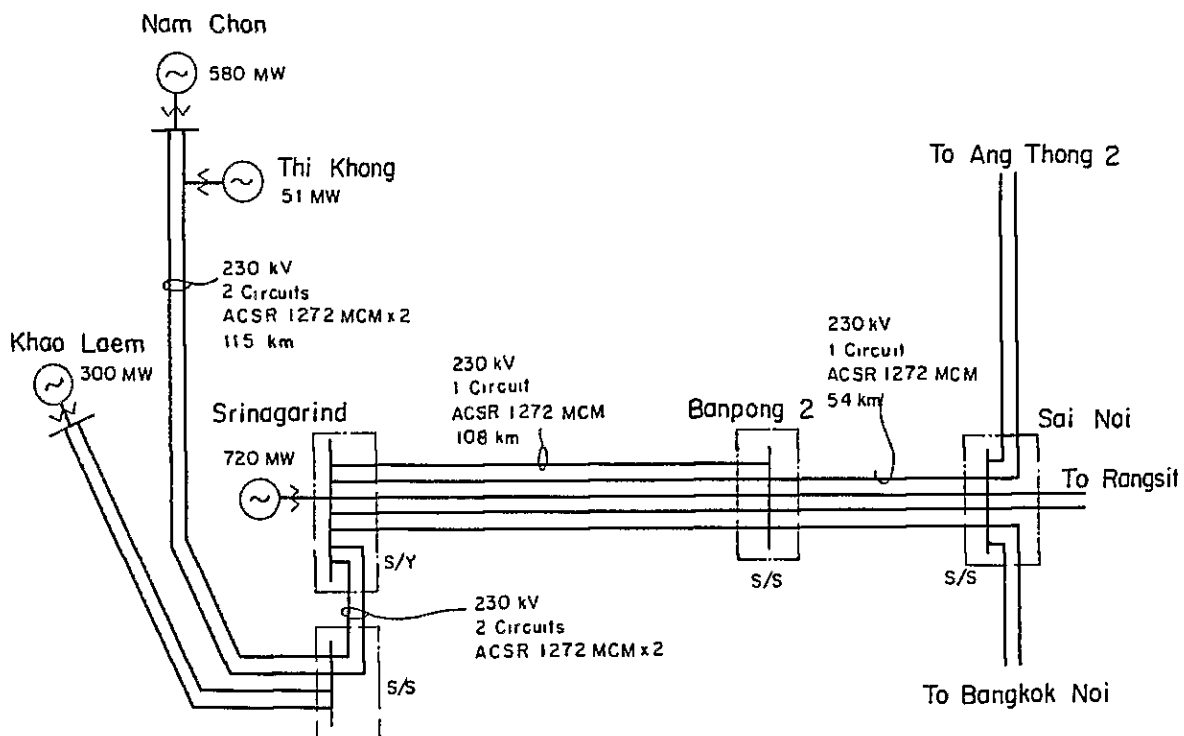 Nam Chon
580 MW
Thi Khong
51 MW
To Ang Thong 2
230 kV
2 Circuits
ACSR 1272 MCM x 2
115 km
Khao Laem
300 MW
230 kV
1 Circuit
ACSR 1272 MCM
108 km
230 kV
1 Circuit
ACSR 1272 MCM
54 km
Srinagarind
720 MW
Banpong 2
Sai Noi
To Rangsit
S/Y
S/S
S/S
230 kV
2 Circuits
ACSR 1272 MCM x 2
S/S
To Bangkok Noi